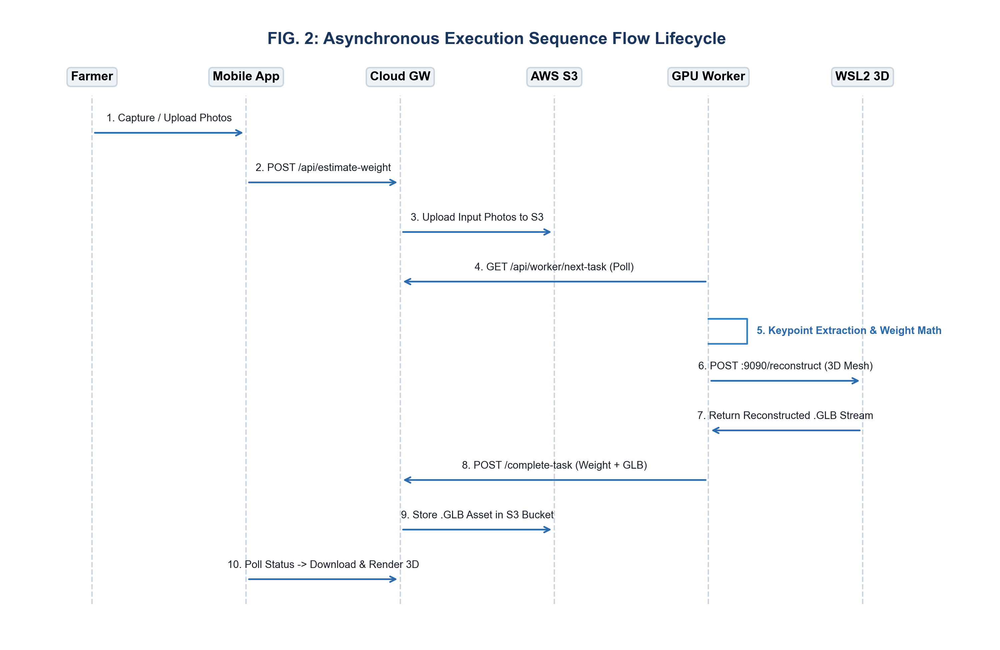 FIG. 2: Asynchronous Execution Sequence Flow Lifecycle
Farmer
Mobile App
Cloud GW
AWS S3
GPU Worker
WSL2 3D
1. Capture / Upload Photos
2. POST /api/estimate-weight
3. Upload Input Photos to S3
4. GET /api/worker/next-task (Poll)
5. Keypoint Extraction & Weight Math
6. POST :9090/reconstruct (3D Mesh)
7. Return Reconstructed .GLB Stream
8. POST /complete-task (Weight + GLB)
9. Store .GLB Asset in S3 Bucket
10. Poll Status -> Download & Render 3D